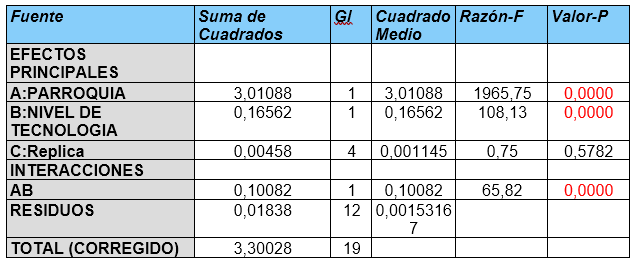 Fuente Suma de Cuadrados Gl Cuadrado Medio Razón-F Valor-P
EFECTOS PRINCIPALES
A:PARROQUIA 3,01088 1 3,01088 1965,75 0,0000
B:NIVEL DE TECNOLOGIA 0,16562 1 0,16562 108,13 0,0000
C:Replica 0,00458 4 0,001145 0,75 0,5782
INTERACCIONES
AB 0,10082 1 0,10082 65,82 0,0000
RESIDUOS 0,01838 12 0,00153167
TOTAL (CORREGIDO) 3,30028 19